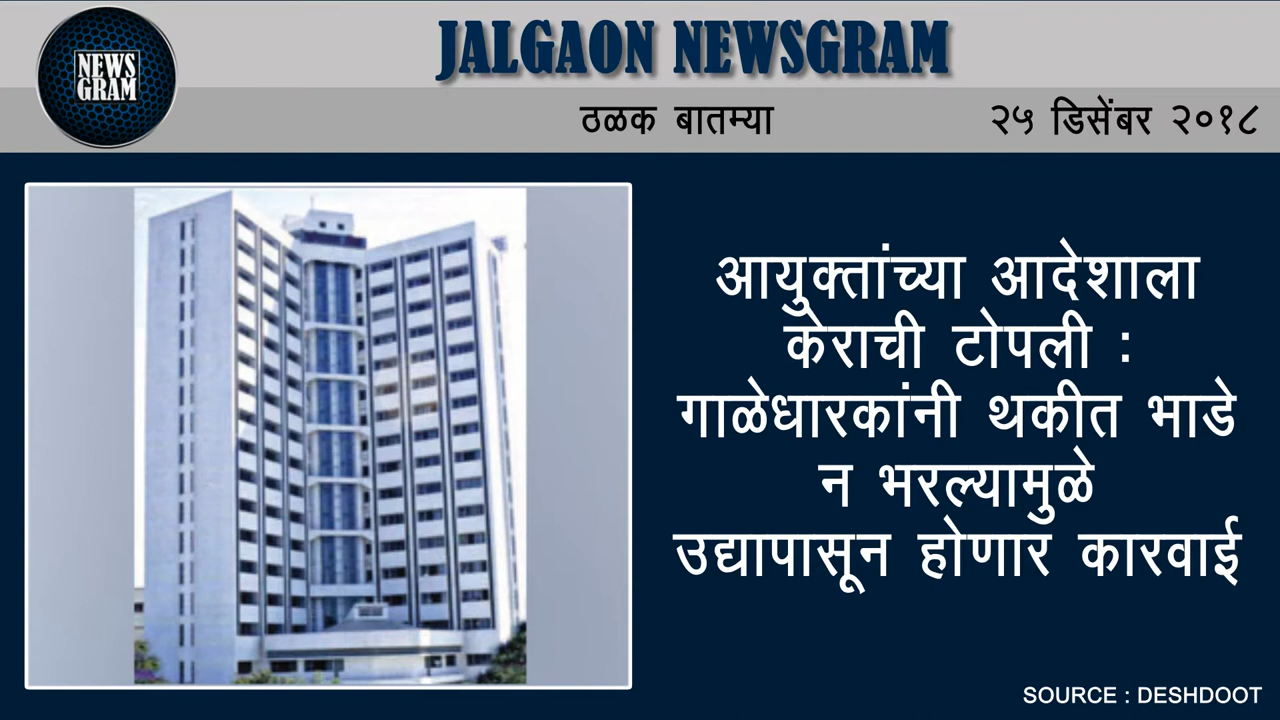 NEWS
GRAM
JALGAON NEWSGRAM
ठळक बातम्या
२५ डिसेंबर २०१८
आयुक्तांच्या आदेशाला
केराची टोपली :
गाळेधारकांनी थकीत भाडे
न भरल्यामुळे
उद्यापासून होणार कारवाई
SOURCE : DESHDOOT